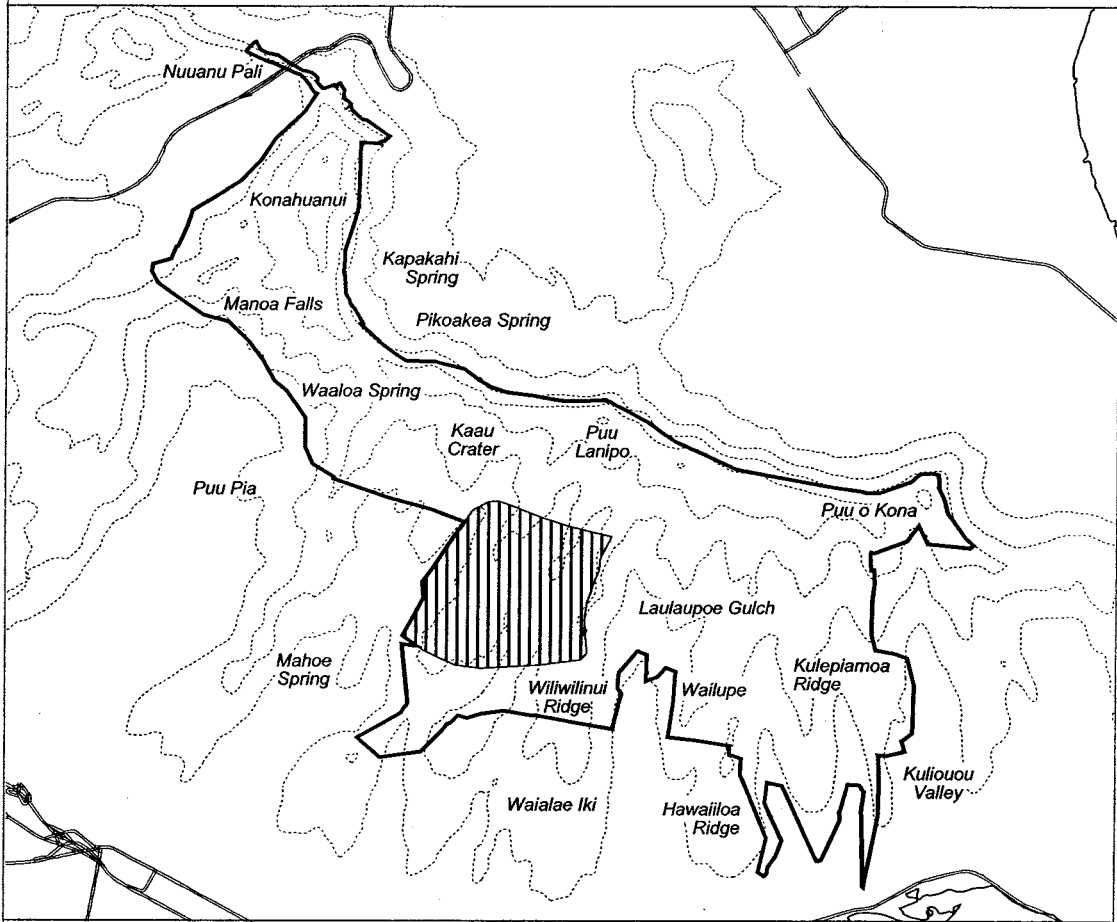 Nuuanu Pali
Konahuanui
Kapakahi
Spring
Manoa Falls
Pikoakea Spring
Waaloa Spring
Kaau
Crater
Puu
Lanipo
Puu Pia
Puu o Kona
Laulaupoe Gulch
Mahoe
Spring
Wiliwilinui
Ridge
Wailupe
Kulepiamoa
Ridge
Waialae Iki
Hawaiiloa
Ridge
Kuliouou
Valley